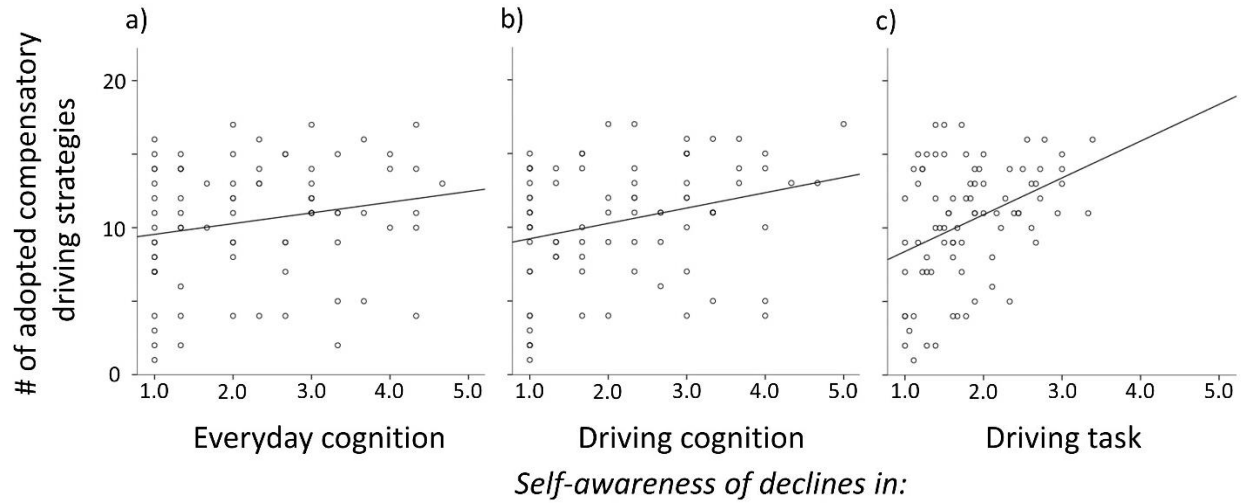 a)
b)
c)
# of adopted compensatory
driving strategies
20
10
0
1.0 2.0 3.0 4.0 5.0
1.0 2.0 3.0 4.0 5.0
1.0 2.0 3.0 4.0 5.0
Everyday cognition
Driving cognition
Driving task
Self-awareness of declines in: